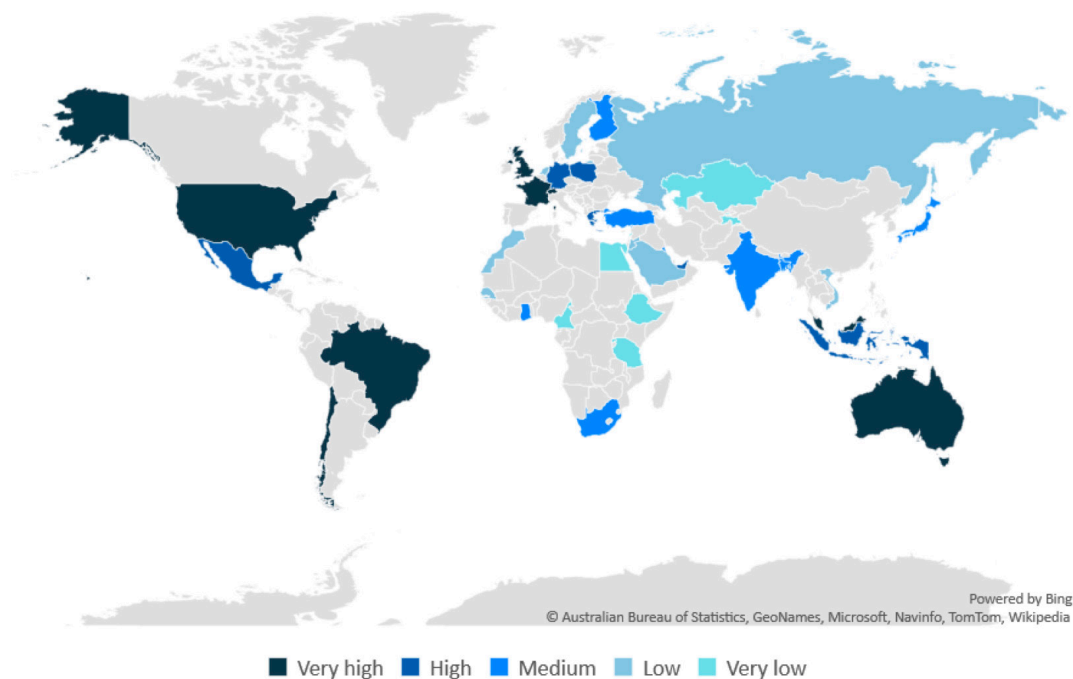 Powered by Bing
© Australian Bureau of Statistics, GeoNames, Microsoft, Navinfo, TomTom, Wikipedia
Very high High Medium Low Very low